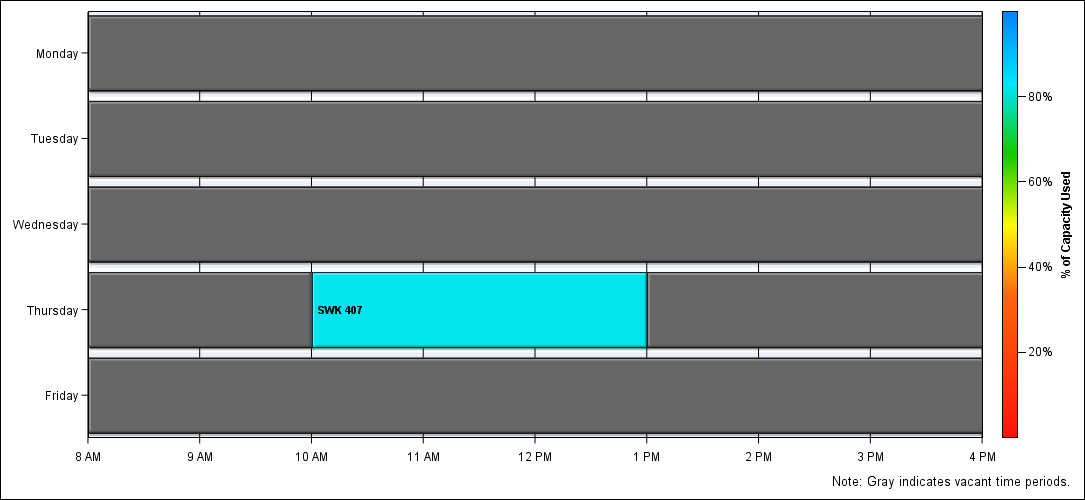 Monday
Tuesday
Wednesday
Thursday
Friday
SWK 407
8 AM
9 AM
10 AM
11 AM
12 PM
1 PM
2 PM
3 PM
4 PM
80%
60%
40%
20%
% of Capacity Used
Note: Gray indicates vacant time periods.